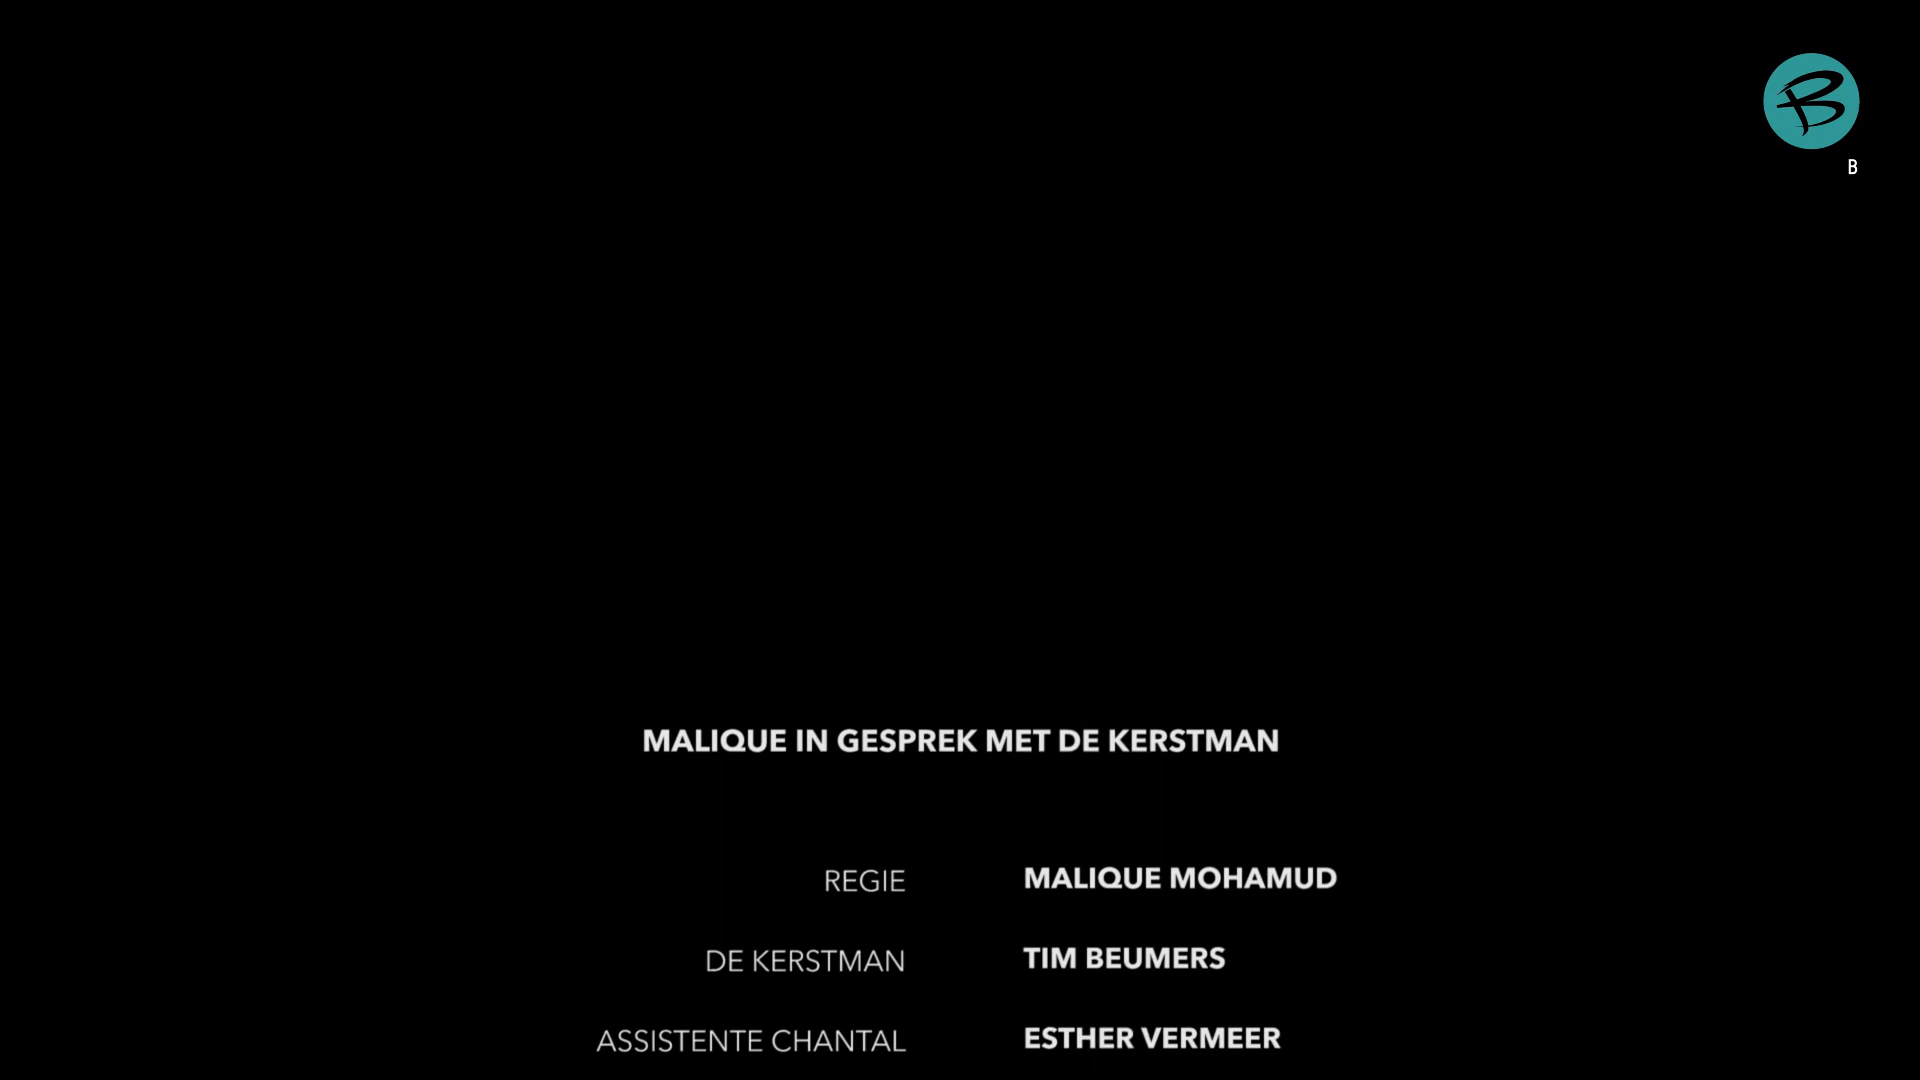 B
B
MALIQUE IN GESPREK MET DE KERSTMAN
REGIE MALIQUE MOHAMUD
DE KERSTMAN TIM BEUMERS
ASSISTENTE CHANTAL ESTHER VERMEER